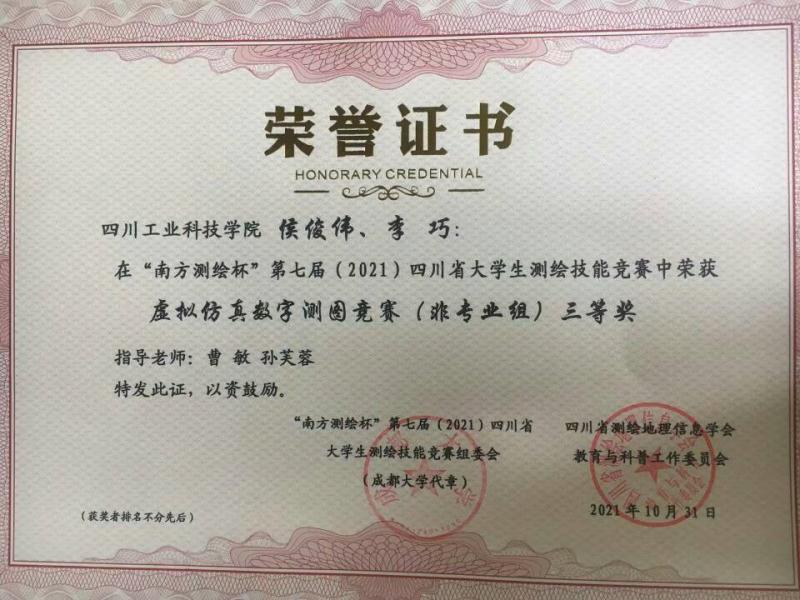 荣誉证书
HONORARY CREDENTIAL
四川工业科技学院 侯俊伟、李 巧：
在“南方测绘杯”第七届（2021）四川省大学生测绘技能竞赛中荣获
虚拟仿真数字测图竞赛（非专业组）三等奖
指导老师：曹 敏 孙芙蓉
特发此证，以资鼓励。
“南方测绘杯”第七届（2021）四川省
大学生测绘技能竞赛组委会
（成都大学代章）
四川省测绘地理信息学会
教育与科普工作委员会
2021年10月31日
（获奖者排名不分先后）